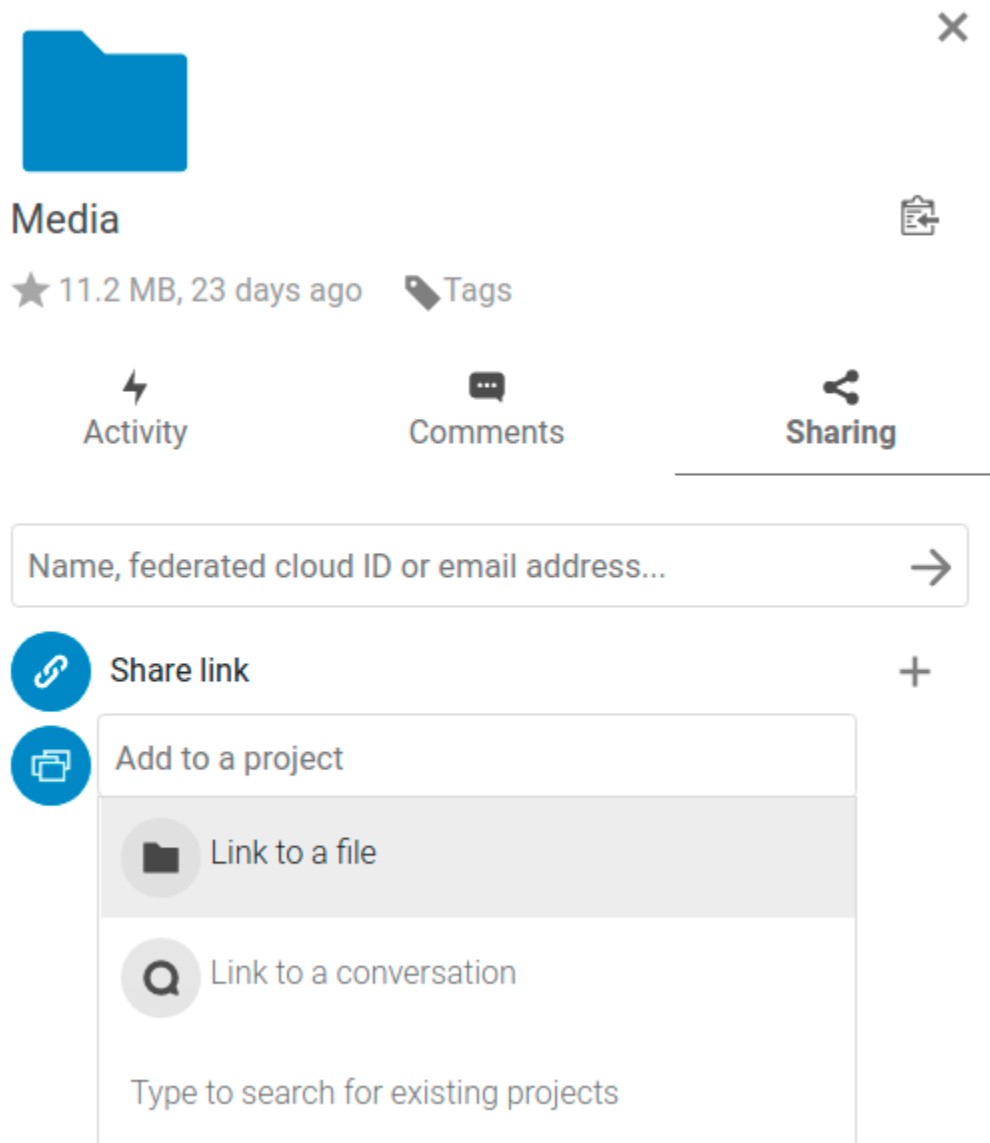 Media
11.2 MB, 23 days ago Tags
Activity Comments Sharing
Name, federated cloud ID or email address...
Share link
Add to a project
Link to a file
Link to a conversation
Type to search for existing projects